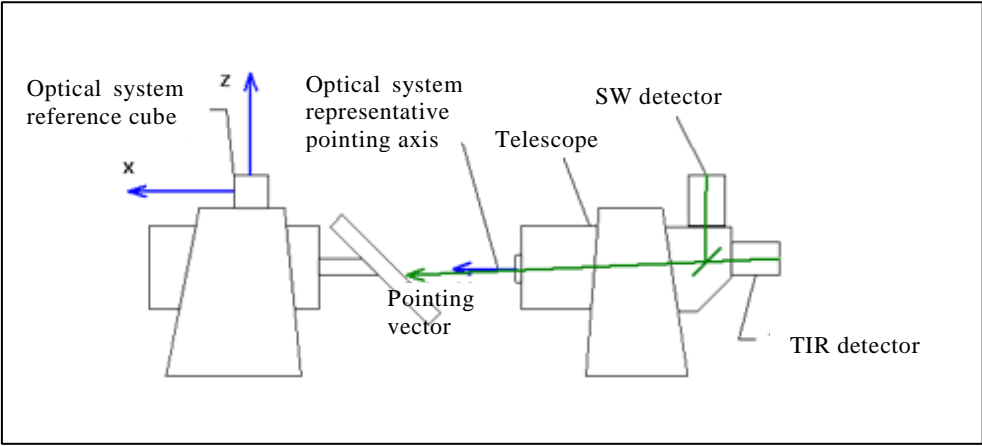 Optical system
reference cube
z
x
Optical system
representative
pointing axis
Telescope
SW detector
Pointing
vector
TIR detector